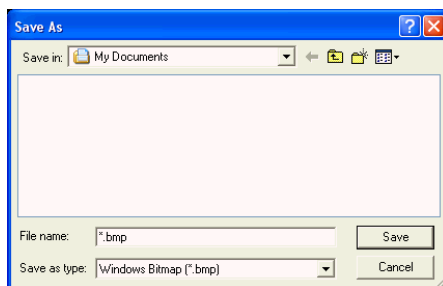 Save As
Save in: My Documents
File name: *.bmp Save
Save as type: Windows Bitmap (*.bmp) Cancel